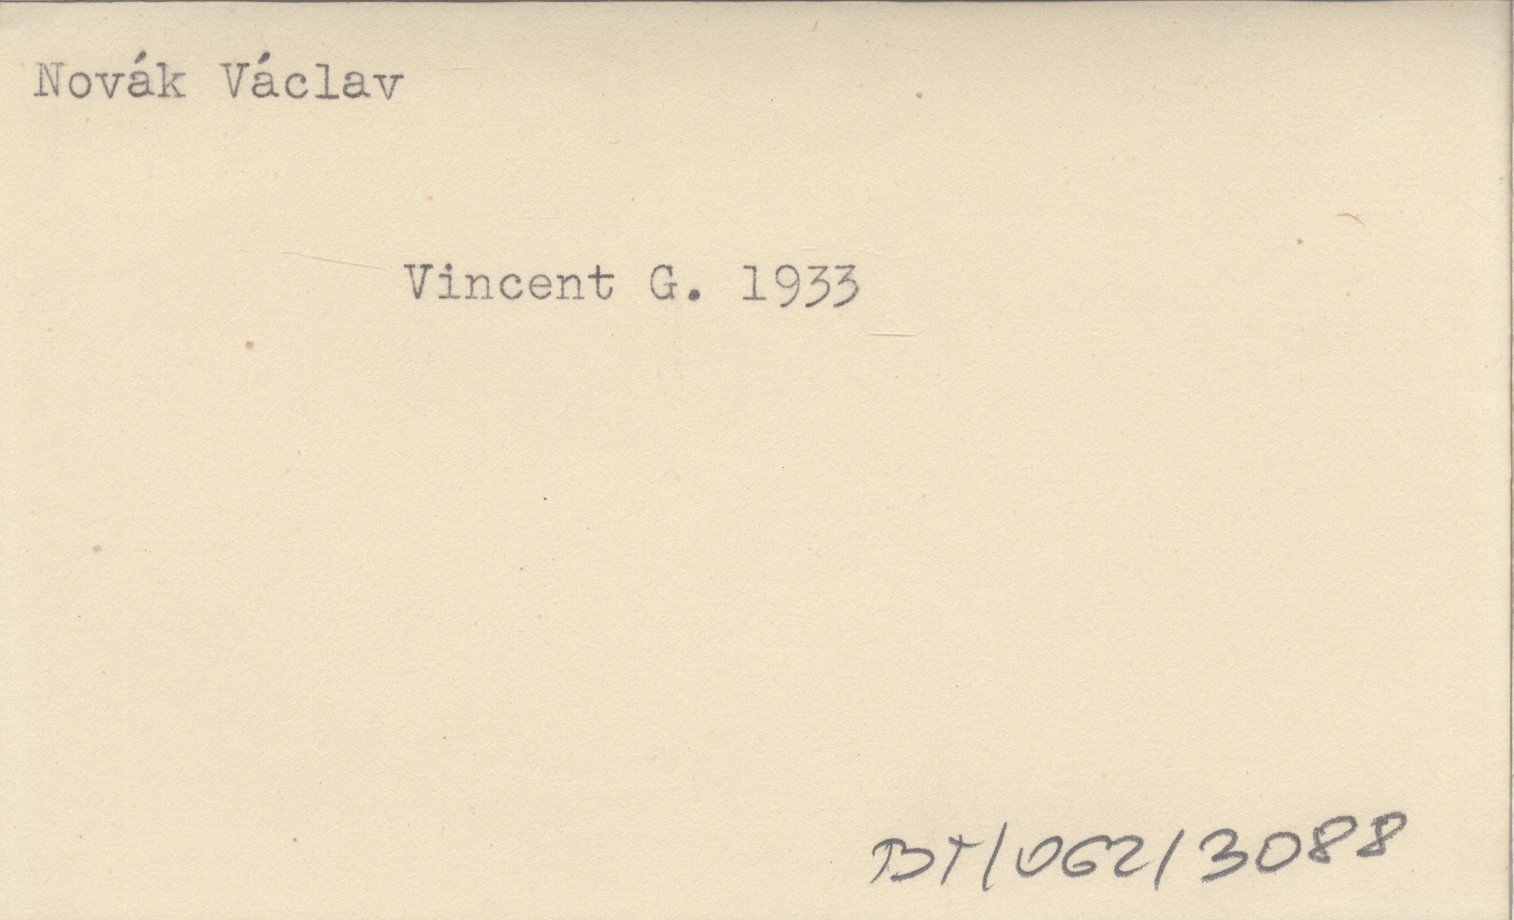 Novák Václav
Vincent G. 1933
BT/062/3088